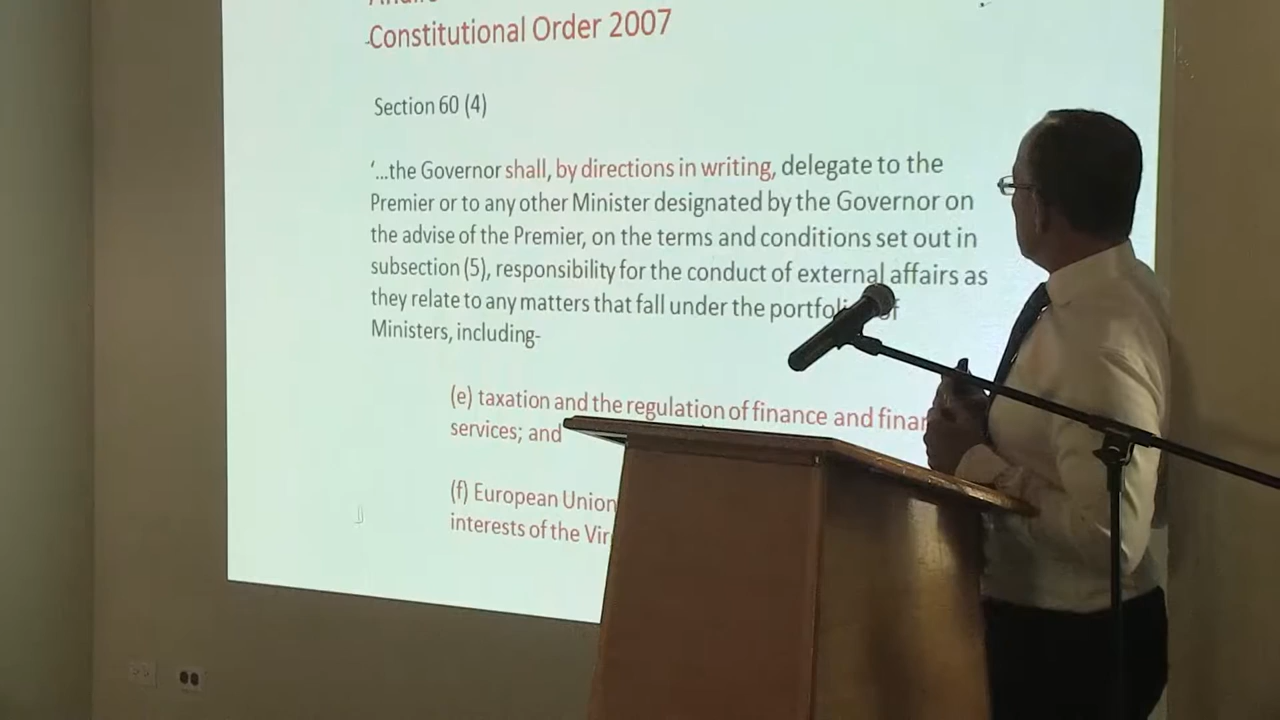 Constitutional Order 2007
Section 60 (4)
‘...the Governor shall, by directions in writing, delegate to the
Premier or to any other Minister designated by the Governor on
the advise of the Premier, on the terms and conditions set out in
subsection (5), responsibility for the conduct of external affairs as
they relate to any matters that fall under the
Ministers, including-
(e) taxation and the regulation of finance and
services; and
(f) European Union
interests of the